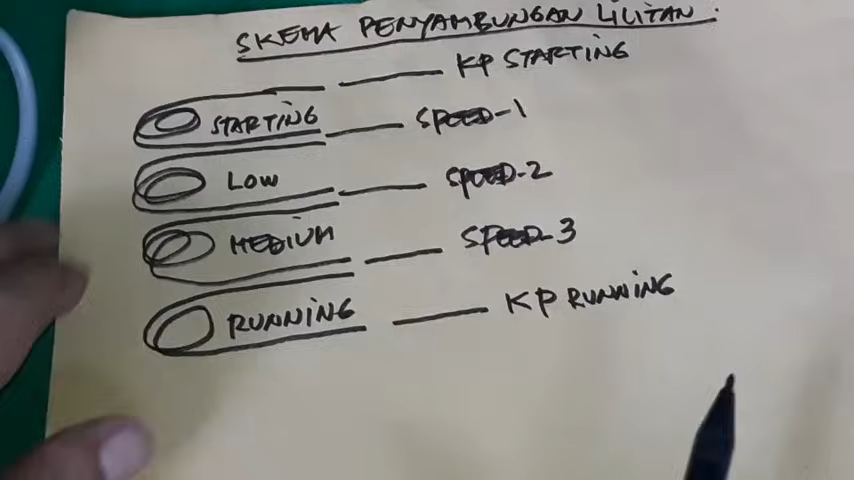 SKEMA PENYAMBUNGAN LILITAN.
KP STARTING
STARTING
SPEED-1
LOW
SPEED-2
MEDIUM
SPEED-3
RUNNING
KP RUNNING